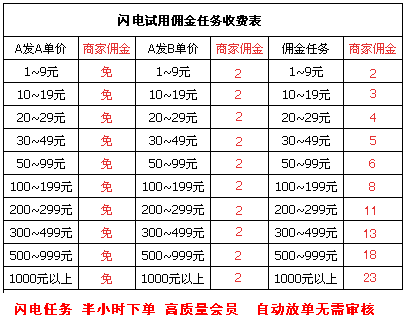 闪电试用佣金任务收费表
A发A单价 商家佣金 A发B单价 商家佣金 佣金任务 商家佣金
1~9元 免 1~9元 2 1~9元 2
10~19元 免 10~19元 2 10~19元 3
20~29元 免 20~29元 2 20~29元 4
30~49元 免 30~49元 2 30~49元 5
50~99元 免 50~99元 2 50~99元 6
100~199元 免 100~199元 2 100~199元 8
200~299元 免 200~299元 2 200~299元 11
300~499元 免 300~499元 2 300~499元 13
500~999元 免 500~999元 2 500~999元 18
1000元以上 免 1000元以上 2 1000元以上 23
闪电任务 半小时下单 高质量会员 自动放单无需审核